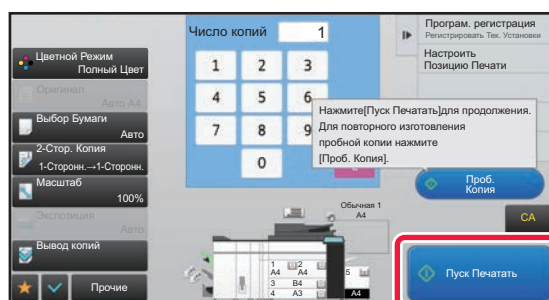 Число копий 1
Програм. регистрация
Регистрировать Тек. Установки
Настроить
Позицию Печати
Цветной Режим
Полный Цвет
Оригинал
Авто A4
Выбор Бумаги
Авто
2-Стор. Копия
1-Сторонн.→1-Сторонн.
Масштаб
100%
Экспозиция
Авто
Вывод копий
Прочие
1 2 3
4 5 6
7 8 9
0
Нажмите[Пуск Печатать]для продолжения.
Для повторного изготовления
пробной копии нажмите
[Проб. Копия].
Проб.
Копия
Обычная 1
A4
CA
Пуск Печатать
1 2
A4 A4
3 B4
4 A3
5
A4